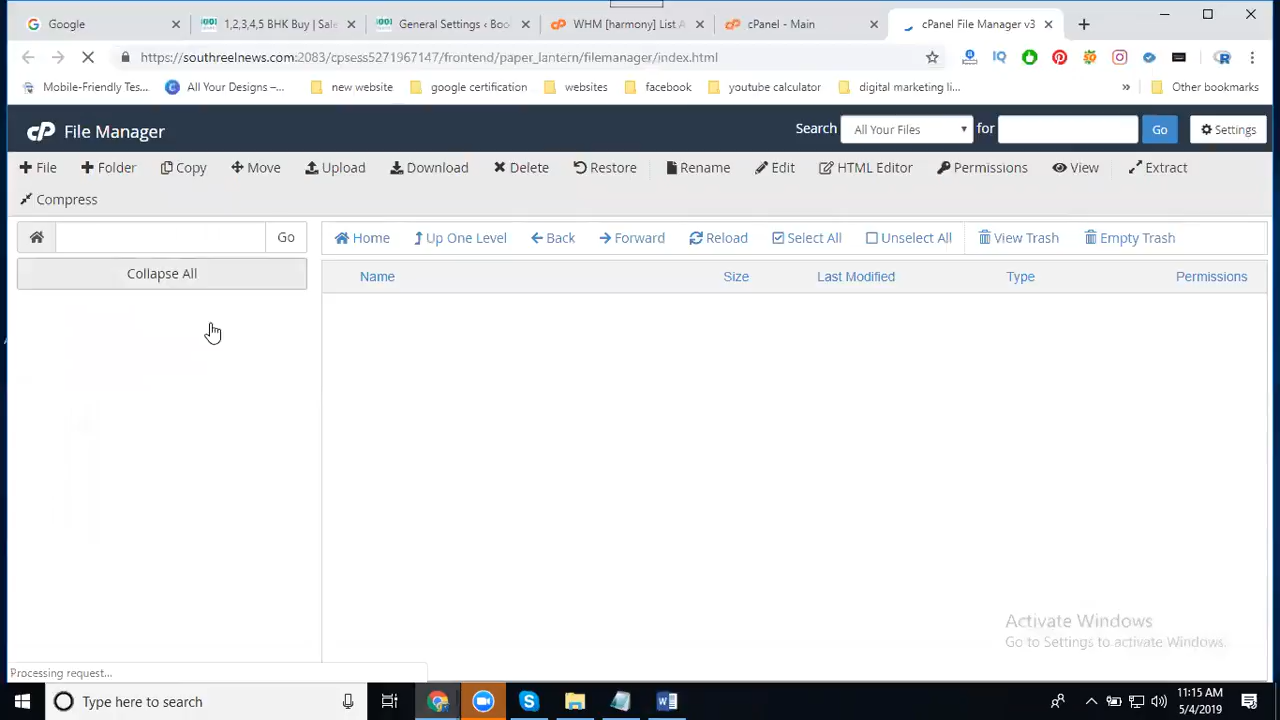 Google
1,2,3,4,5 BHK Buy | Sale
General Settings ‹ Boo
WHM [harmony] List A
cPanel - Main
cPanel File Manager v3
https://southreelnews.com:2083/cpsess5271967147/frontend/paper_lantern/filemanager/index.html
Mobile-Friendly Tes...
All Your Designs –...
new website
google certification
websites
facebook
youtube calculator
digital marketing li...
»
Other bookmarks
cP File Manager
Search All Your Files for Go Settings
File Folder Copy Move Upload Download Delete Restore Rename Edit HTML Editor Permissions View Extract
Compress
Go
Home Up One Level Back Forward Reload Select All Unselect All View Trash Empty Trash
Collapse All
Name Size Last Modified Type Permissions
Activate Windows
Go to Settings to activate Windows.
Processing request...
Type here to search
11:15 AM
5/4/2019